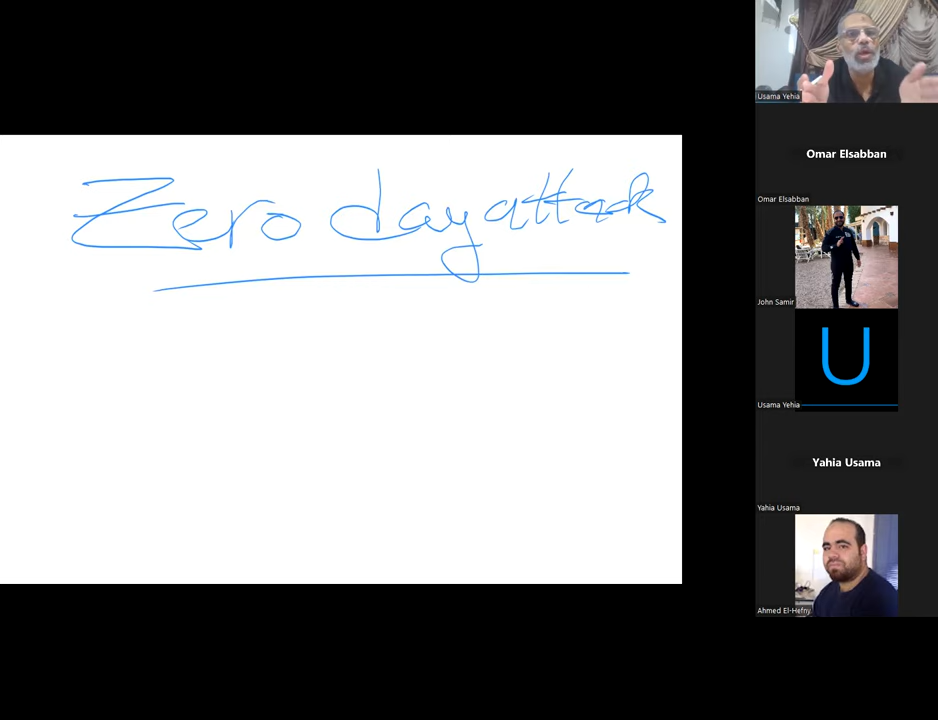 Zero day attack
Usama Yehia
Omar Elsabban
Omar Elsabban
John Samir
U
Usama Yehia
Yahia Usama
Yahia Usama
Ahmed El-Hefny